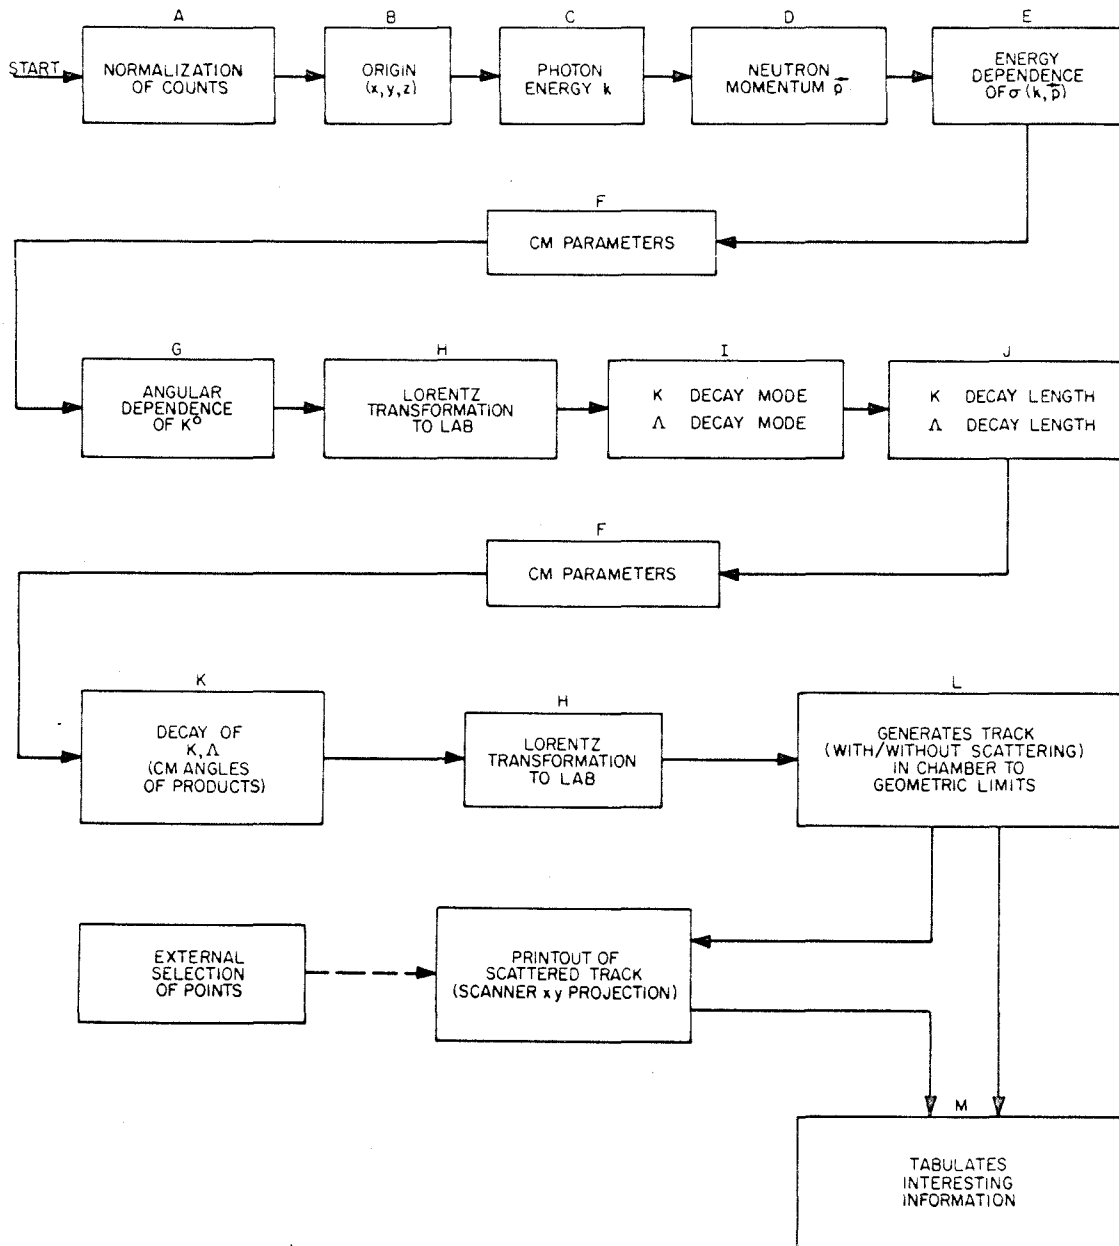 A
B
C
D
E
START
NORMALIZATION
OF COUNTS
ORIGIN
(x,y,z)
PHOTON
ENERGY k
NEUTRON
MOMENTUM p⃗
ENERGY
DEPENDENCE
OF σ(k,p⃗)
F
CM PARAMETERS
G
H
I
J
ANGULAR
DEPENDENCE
OF K⁰
LORENTZ
TRANSFORMATION
TO LAB
K DECAY MODE
Λ DECAY MODE
K DECAY LENGTH
Λ DECAY LENGTH
F
CM PARAMETERS
K
H
L
DECAY OF
K,Λ
(CM ANGLES
OF PRODUCTS)
LORENTZ
TRANSFORMATION
TO LAB
GENERATES TRACK
(WITH/WITHOUT SCATTERING)
IN CHAMBER TO
GEOMETRIC LIMITS
EXTERNAL
SELECTION
OF POINTS
PRINTOUT OF
SCATTERED TRACK
(SCANNER xy PROJECTION)
M
TABULATES
INTERESTING
INFORMATION